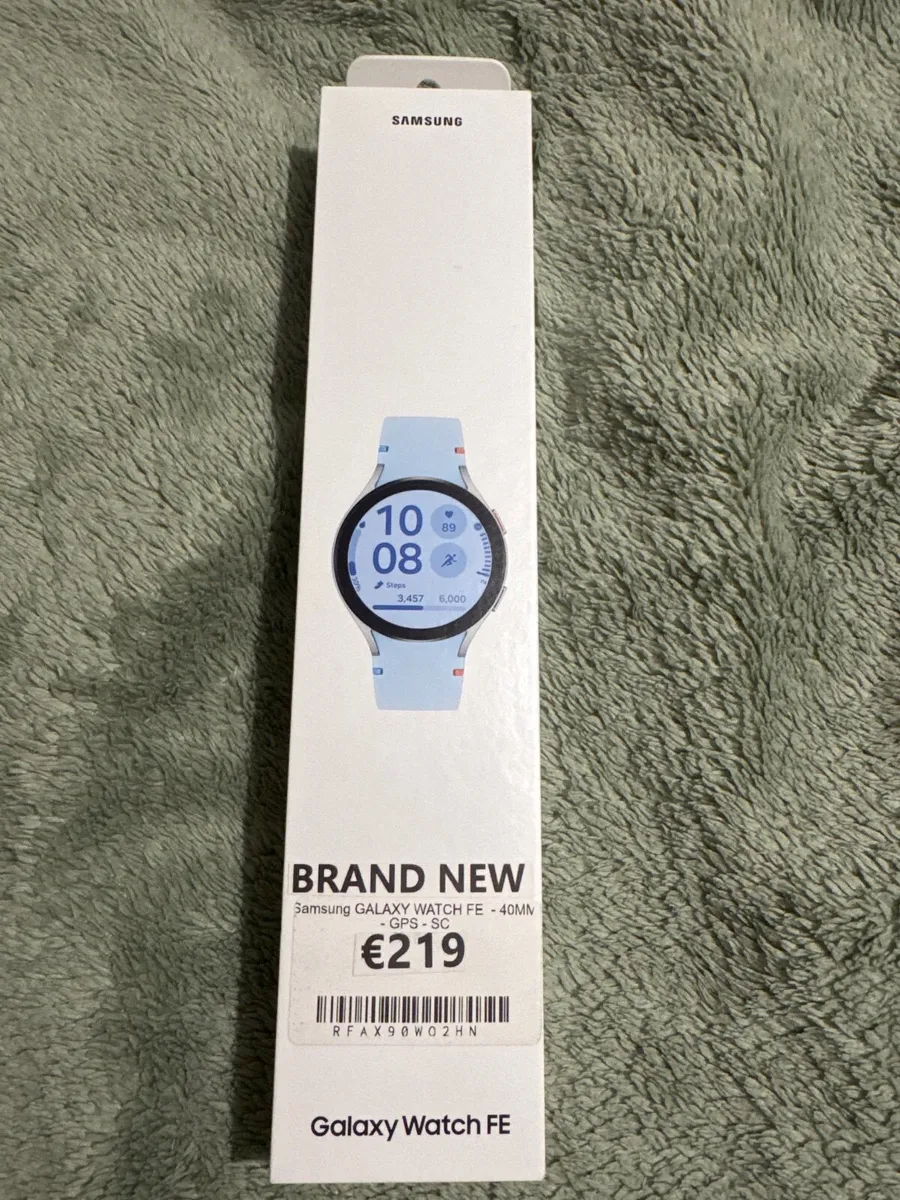 SAMSUNG
10
89
08
Steps
3,457 6,000
BRAND NEW
Samsung GALAXY WATCH FE - 40MM
- GPS - SC
€219
RFAX90WQ2HN
Galaxy Watch FE